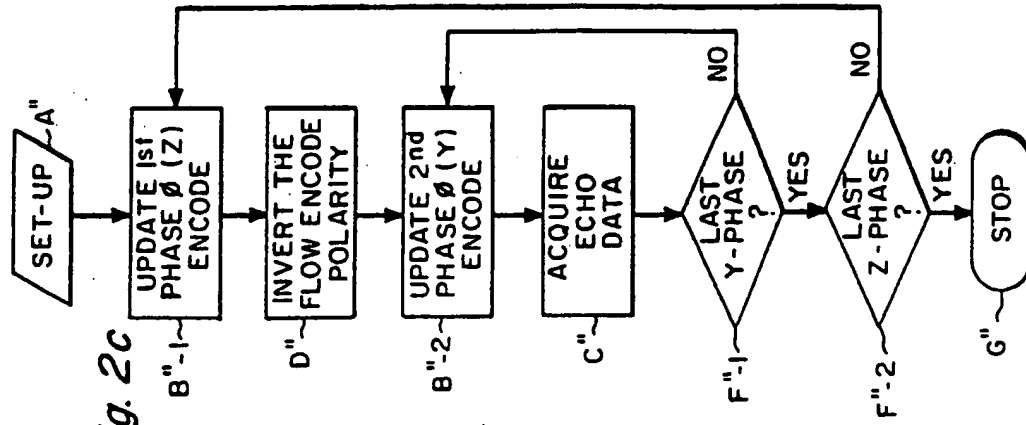 g. 2c
SET-UP
A"
UPDATE 1st
PHASE ø (Z)
ENCODE
B"-1
INVERT THE
FLOW ENCODE
POLARITY
D"
UPDATE 2nd
PHASE ø (Y)
ENCODE
B"-2
ACQUIRE
ECHO
DATA
C"
LAST
Y-PHASE
?
F"-1
NO
YES
LAST
Z-PHASE
?
F"-2
NO
YES
STOP
G"